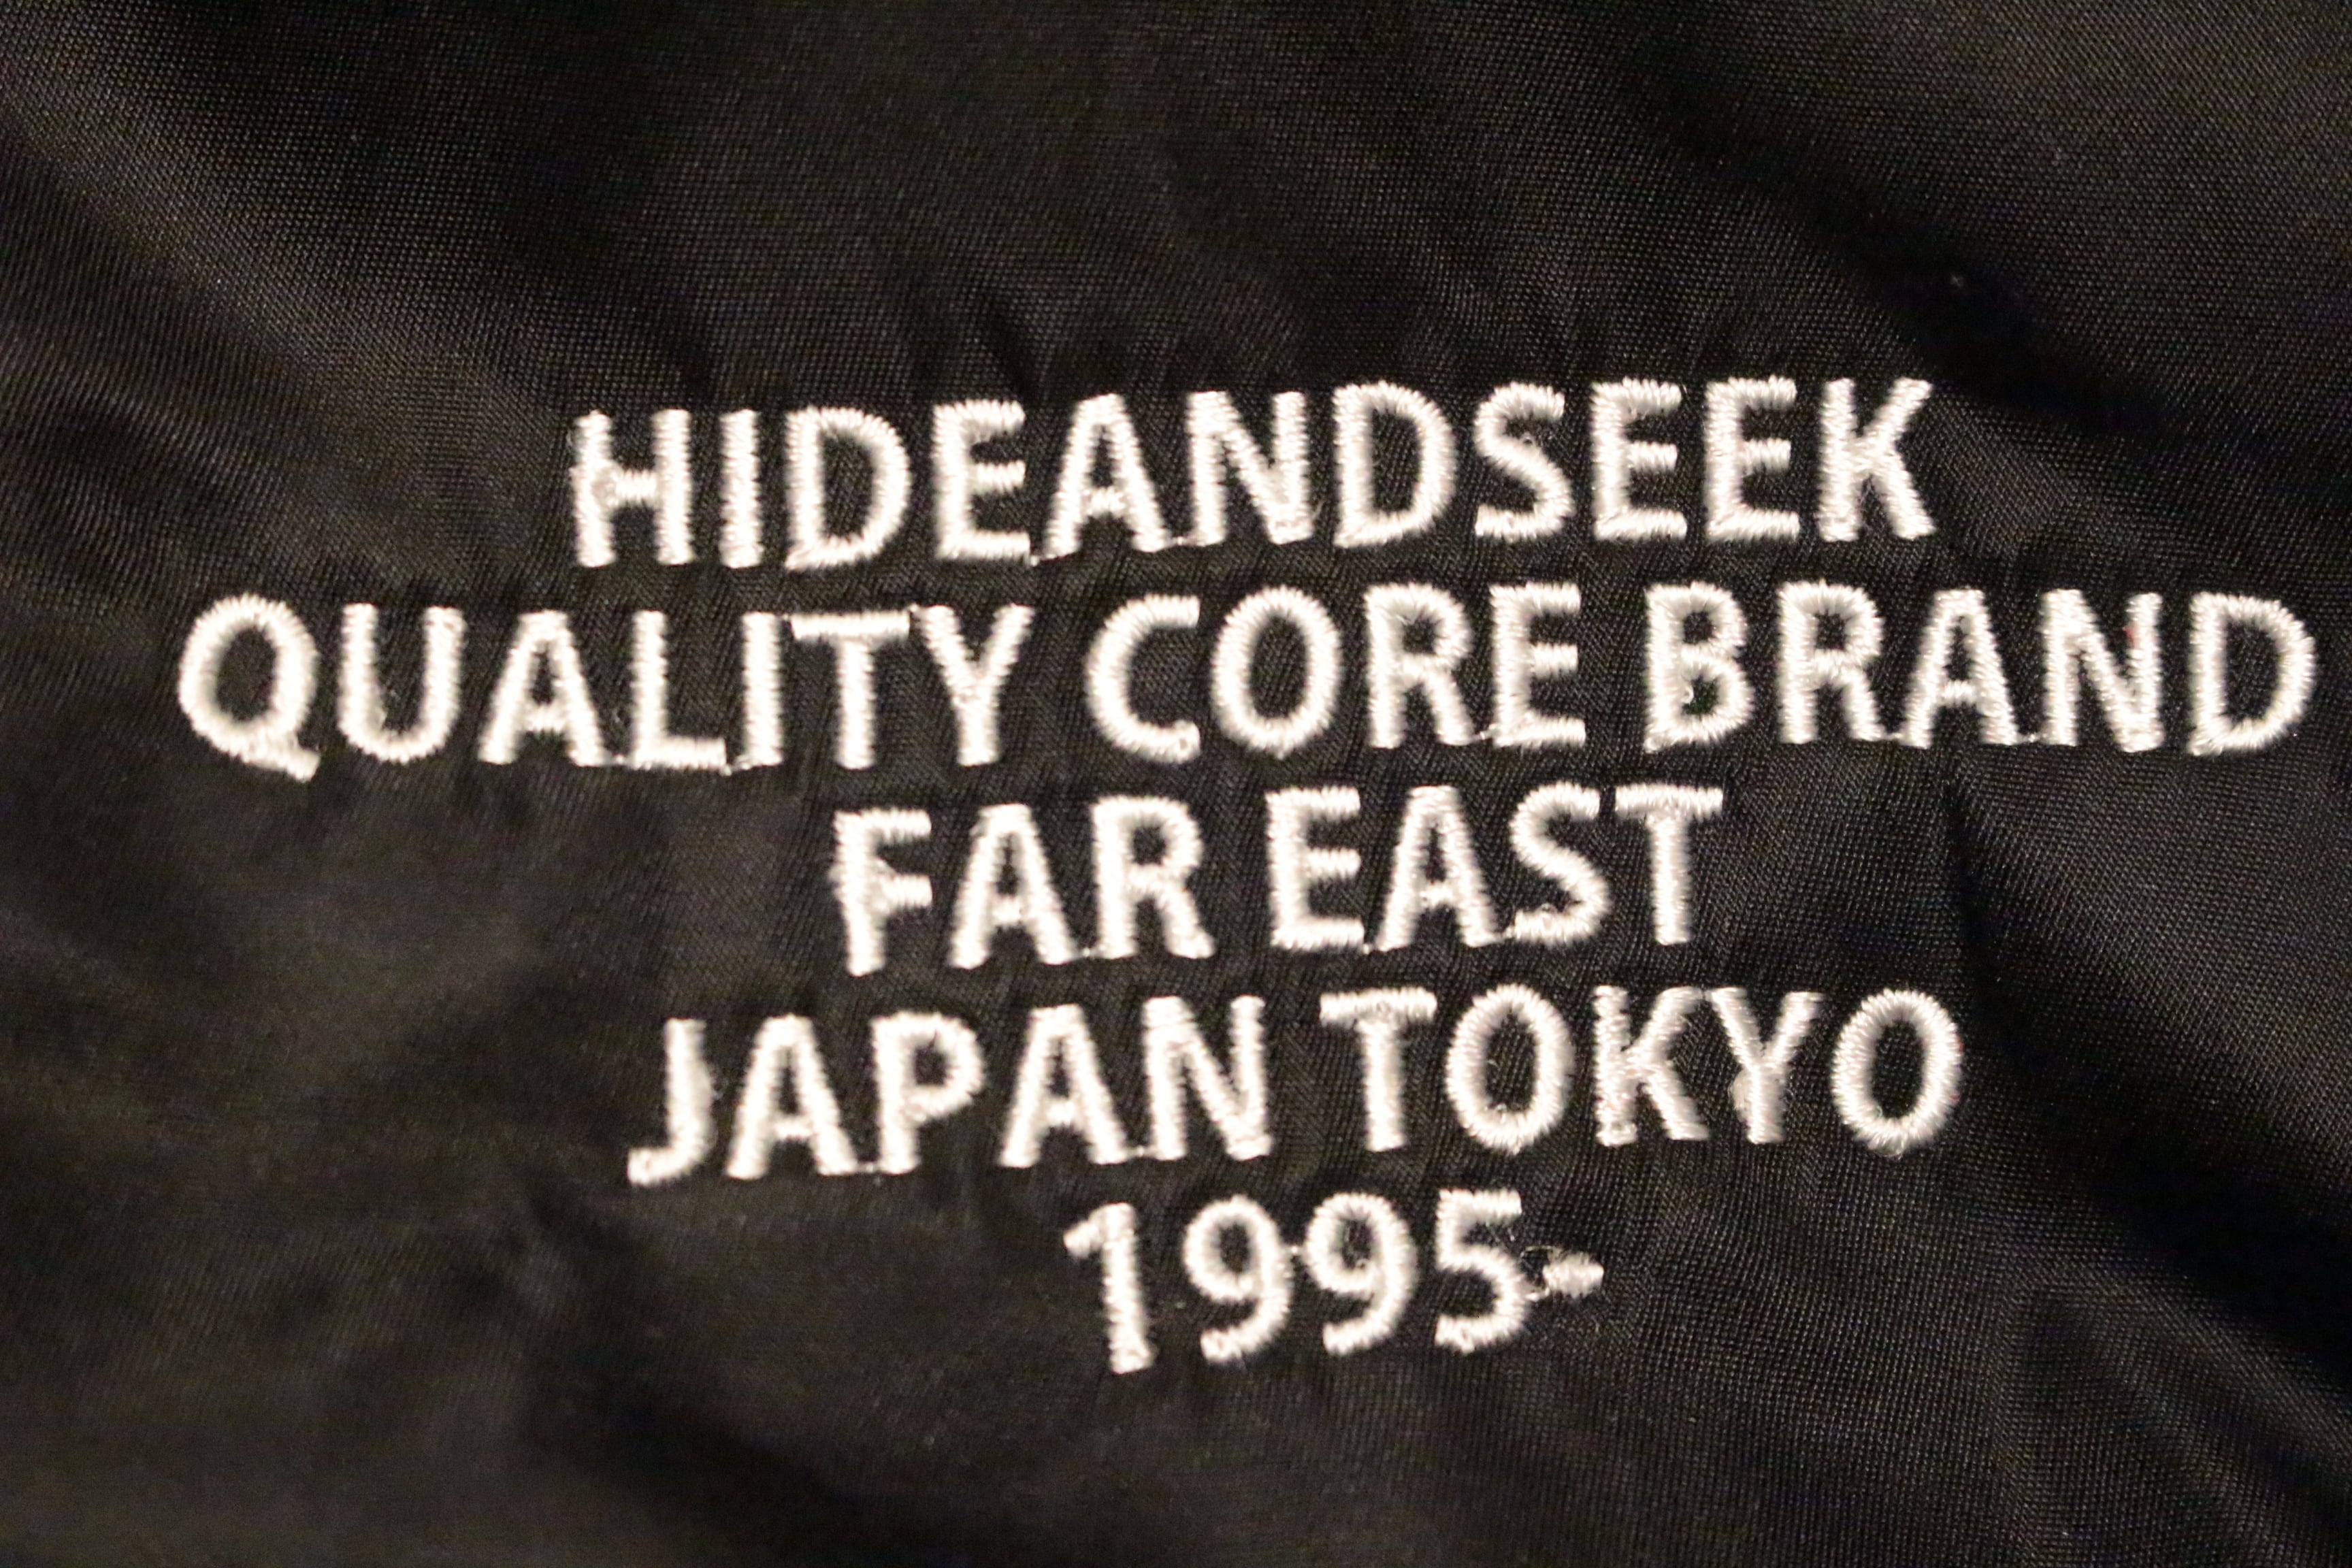 HIDEANDSEEK
QUALITY CORE BRAND
FAR EAST
JAPAN TOKYO
1995-